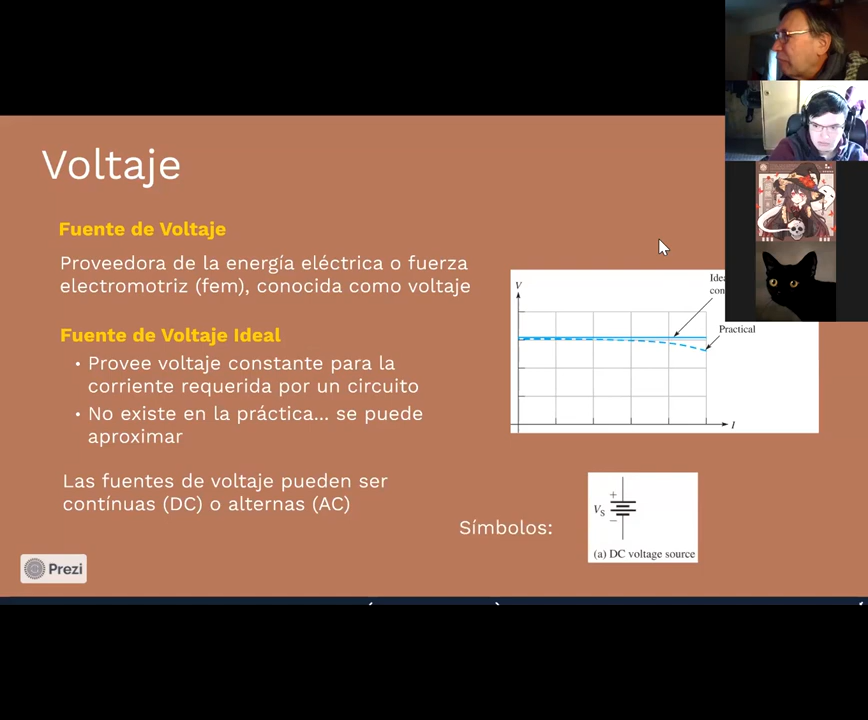 Voltaje
Fuente de Voltaje
Proveedora de la energía eléctrica o fuerza
electromotriz (fem), conocida como voltaje
Fuente de Voltaje Ideal
• Provee voltaje constante para la
corriente requerida por un circuito
• No existe en la práctica... se puede
aproximar
Las fuentes de voltaje pueden ser
contínuas (DC) o alternas (AC)
V
Practical
I
Símbolos:
+
VS
−
(a) DC voltage source
Prezi